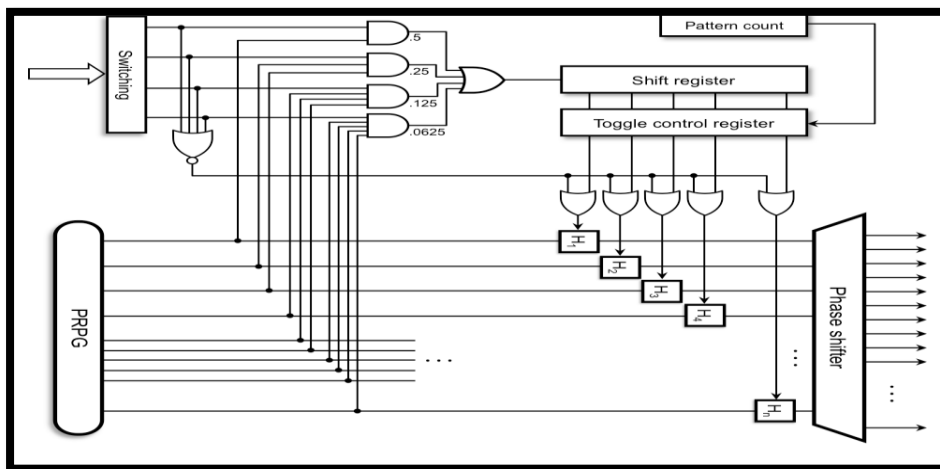 Pattern count
Switching
.5
.25
.125
.0625
Shift register
Toggle control register
PRPG
H1
H2
H3
H4
Hn
Phase shifter